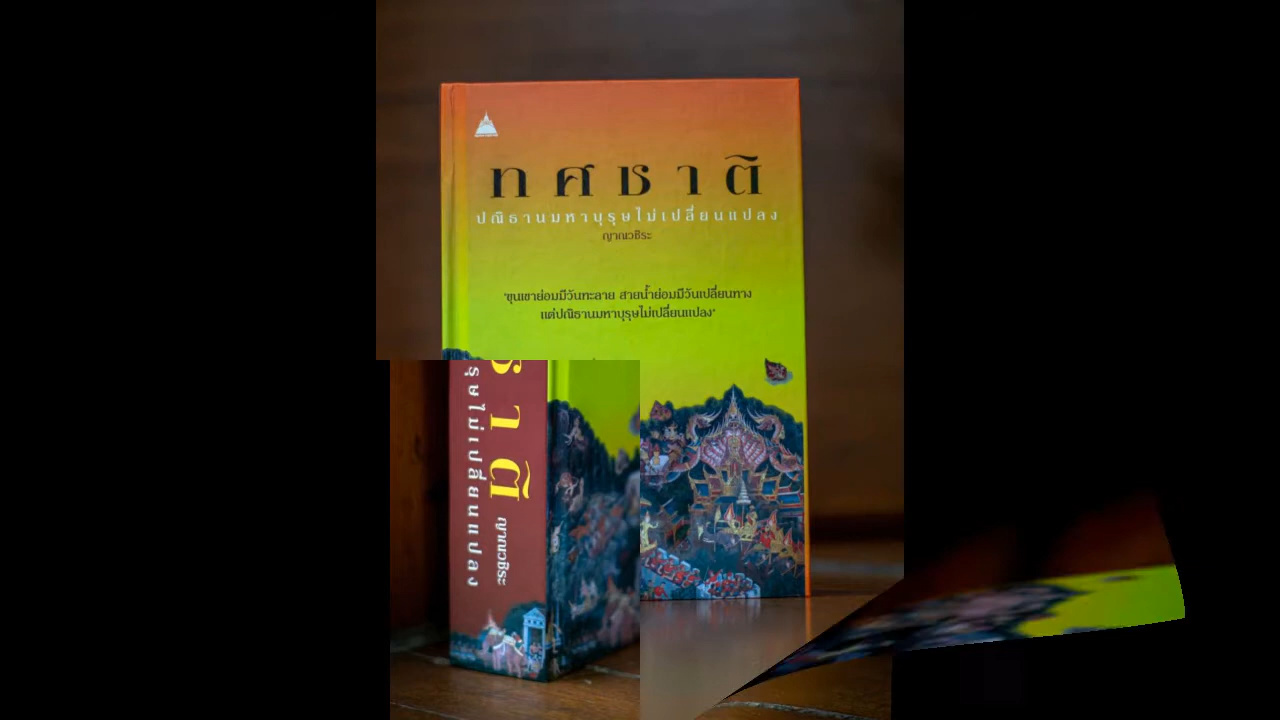 ทศชาติ
ปณิธานมหาบุรุษไม่เปลี่ยนแปลง
ญาณวชิระ
'ขุนเขาย่อมมีวันทะลาย สายน้ำย่อมมีวันเปลี่ยนทาง
แต่ปณิธานมหาบุรุษไม่เปลี่ยนแปลง'
ชาติ
รุษไม่เปลี่ยนแปลง
ญาณวชิระ